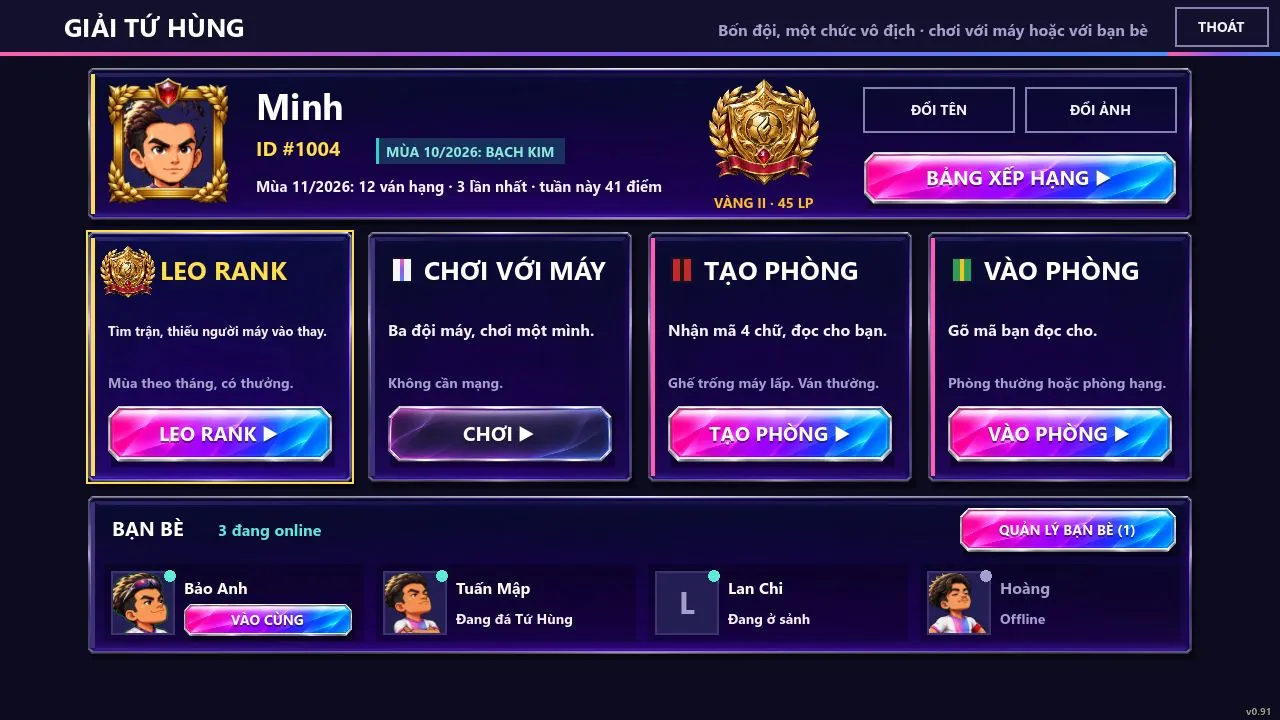 GIẢI TỨ HÙNG
Bốn đội, một chức vô địch · chơi với máy hoặc với bạn bè
THOÁT
Minh
ID #1004
MÙA 10/2026: BẠCH KIM
Mùa 11/2026: 12 ván hạng · 3 lần nhất · tuần này 41 điểm
VÀNG II · 45 LP
ĐỔI TÊN
ĐỔI ẢNH
BẢNG XẾP HẠNG ▶
LEO RANK
Tìm trận, thiếu người máy vào thay.
Mùa theo tháng, có thưởng.
LEO RANK ▶
CHƠI VỚI MÁY
Ba đội máy, chơi một mình.
Không cần mạng.
CHƠI ▶
TẠO PHÒNG
Nhận mã 4 chữ, đọc cho bạn.
Ghế trống máy lấp. Ván thường.
TẠO PHÒNG ▶
VÀO PHÒNG
Gõ mã bạn đọc cho.
Phòng thường hoặc phòng hạng.
VÀO PHÒNG ▶
BẠN BÈ
3 đang online
QUẢN LÝ BẠN BÈ (1)
Bảo Anh
VÀO CÙNG
Tuấn Mập
Đang đá Tứ Hùng
L
Lan Chi
Đang ở sảnh
Hoàng
Offline
v0.91